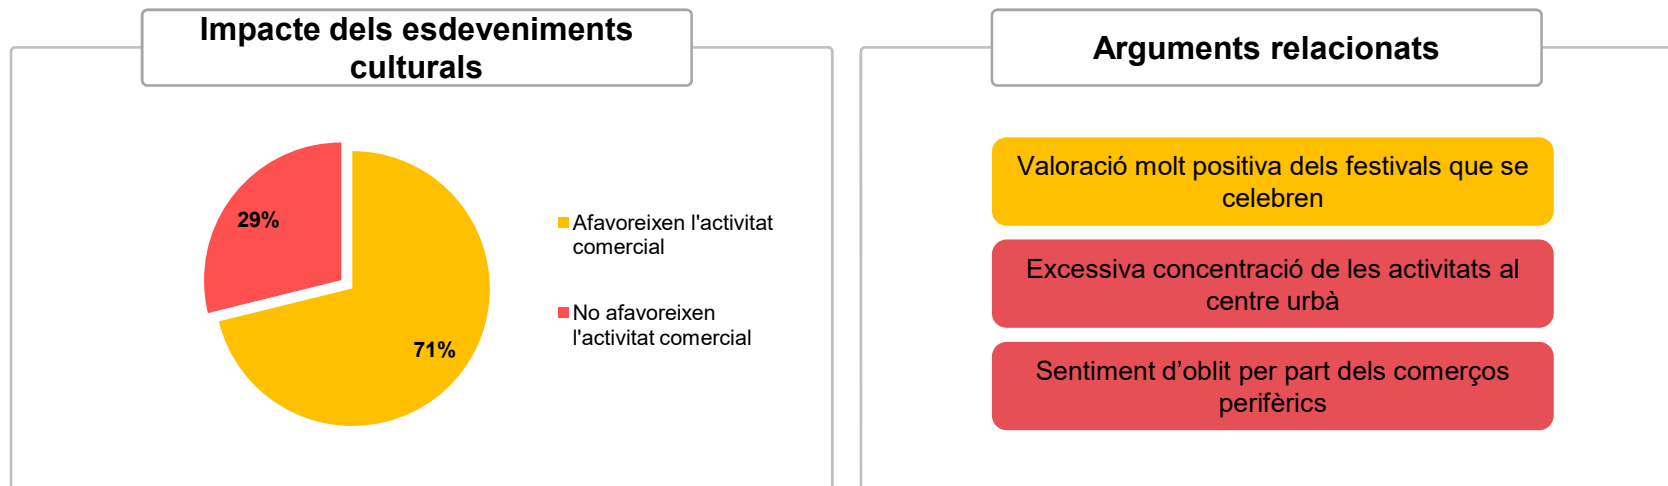 Impacte dels esdeveniments
culturals
29%
71%
Afavoreixen l'activitat
comercial
No afavoreixen
l'activitat comercial
Arguments relacionats
Valoració molt positiva dels festivals que se
celebren
Excessiva concentració de les activitats al
centre urbà
Sentiment d’oblit per part dels comerços
perifèrics